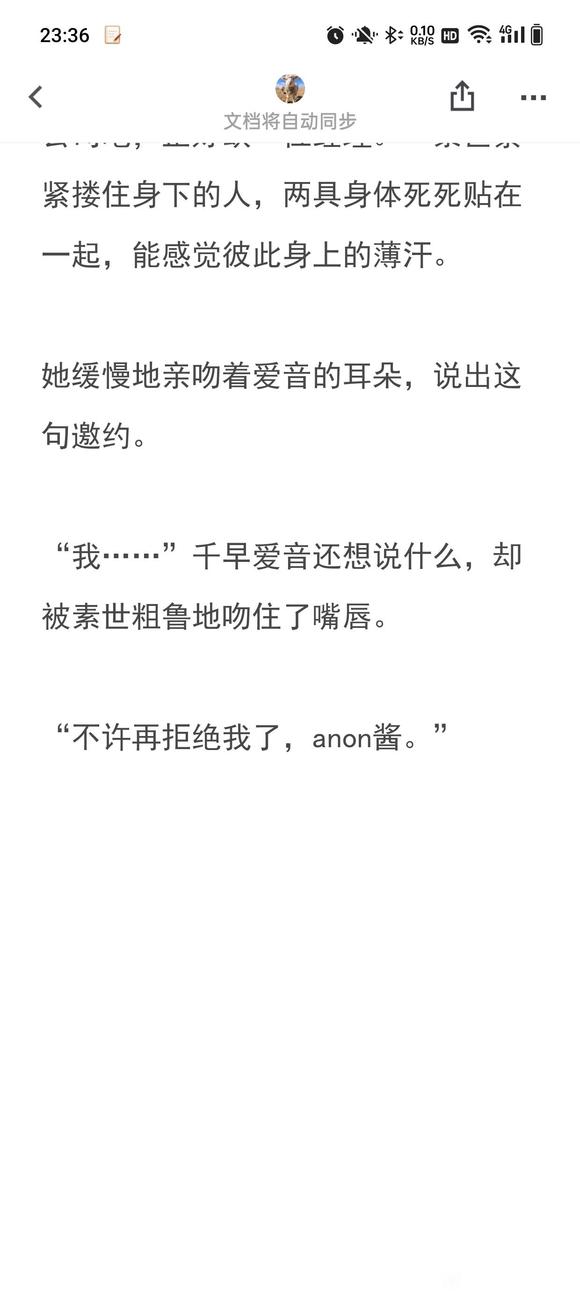 23:36
0.10
KB/S
HD
4G
文档将自动同步
紧搂住身下的人，两具身体死死贴在
一起，能感觉彼此身上的薄汗。
她缓慢地亲吻着爱音的耳朵，说出这
句邀约。
“我……”千早爱音还想说什么，却
被素世粗鲁地吻住了嘴唇。
“不许再拒绝我了，anon酱。”